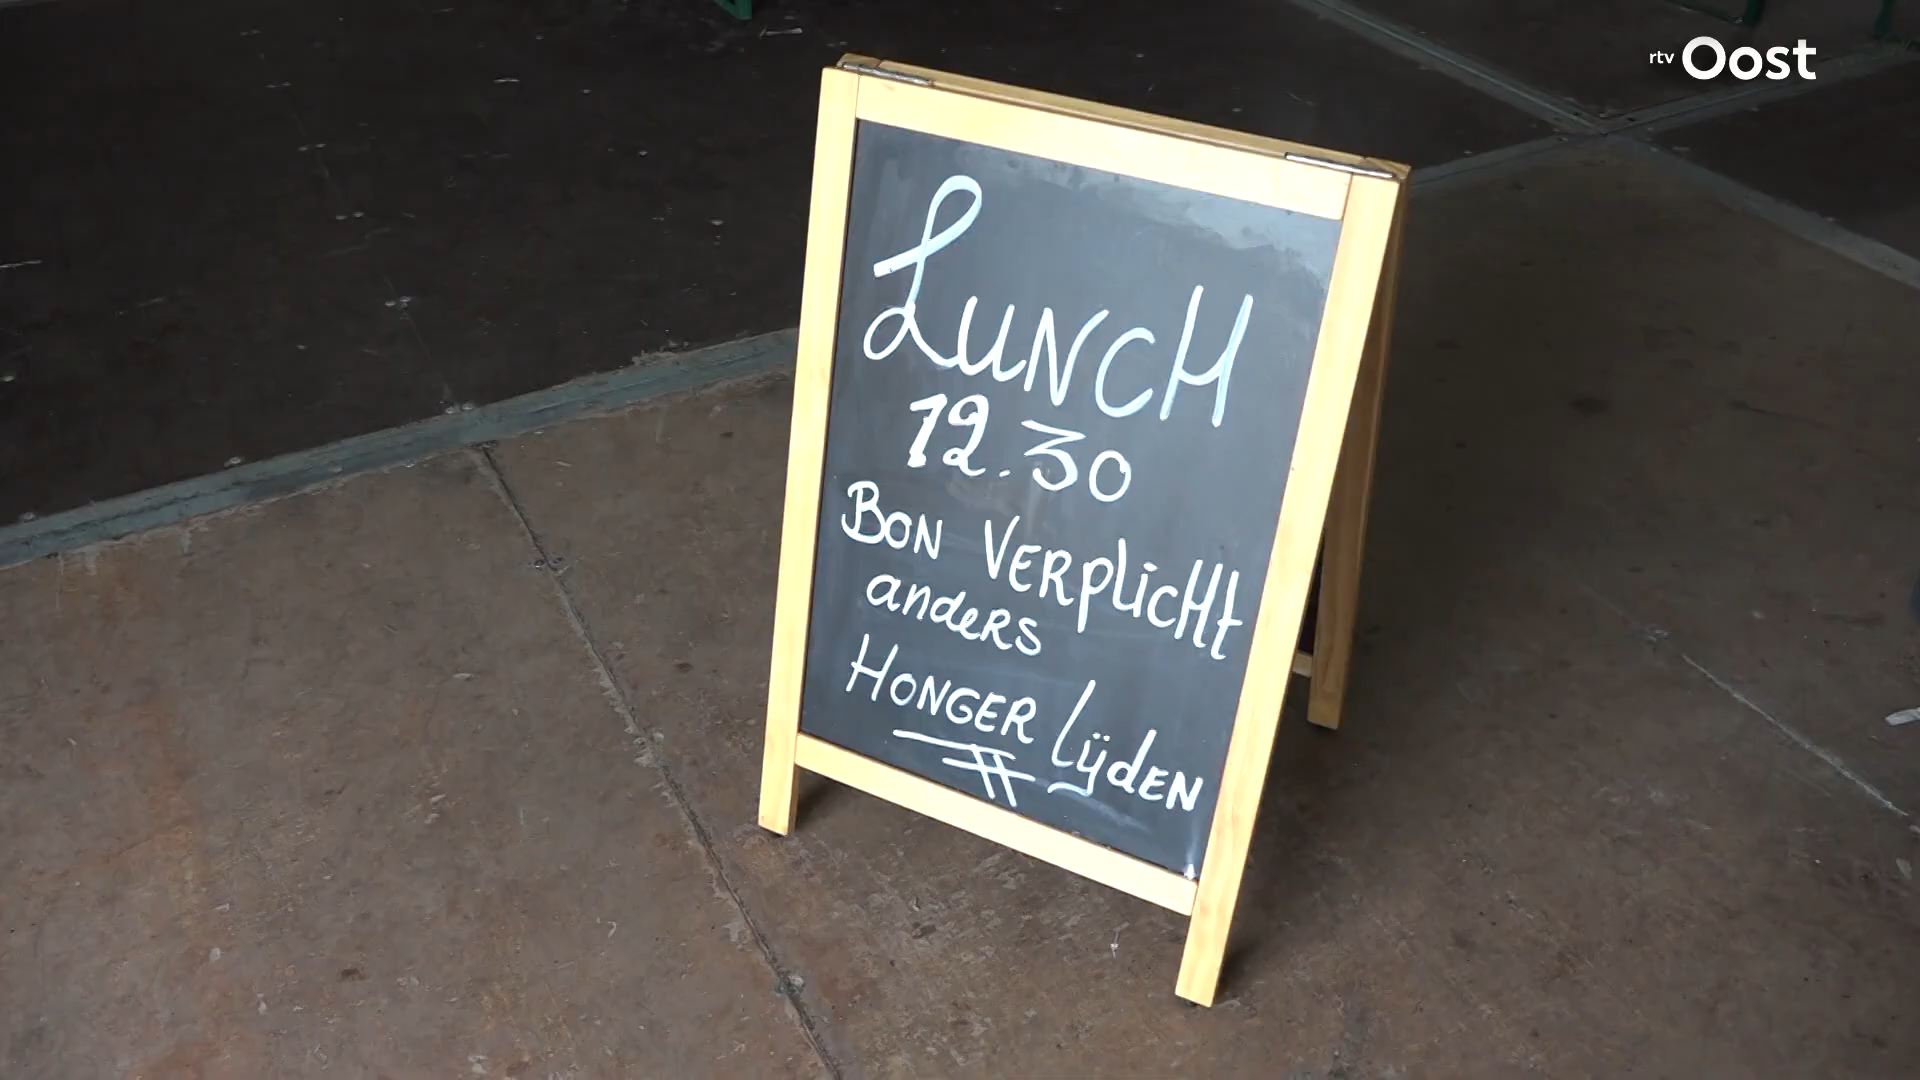 rtv Oost
LUNCH
12.30
BON VERPLICHT
anders
HONGER LijdEN